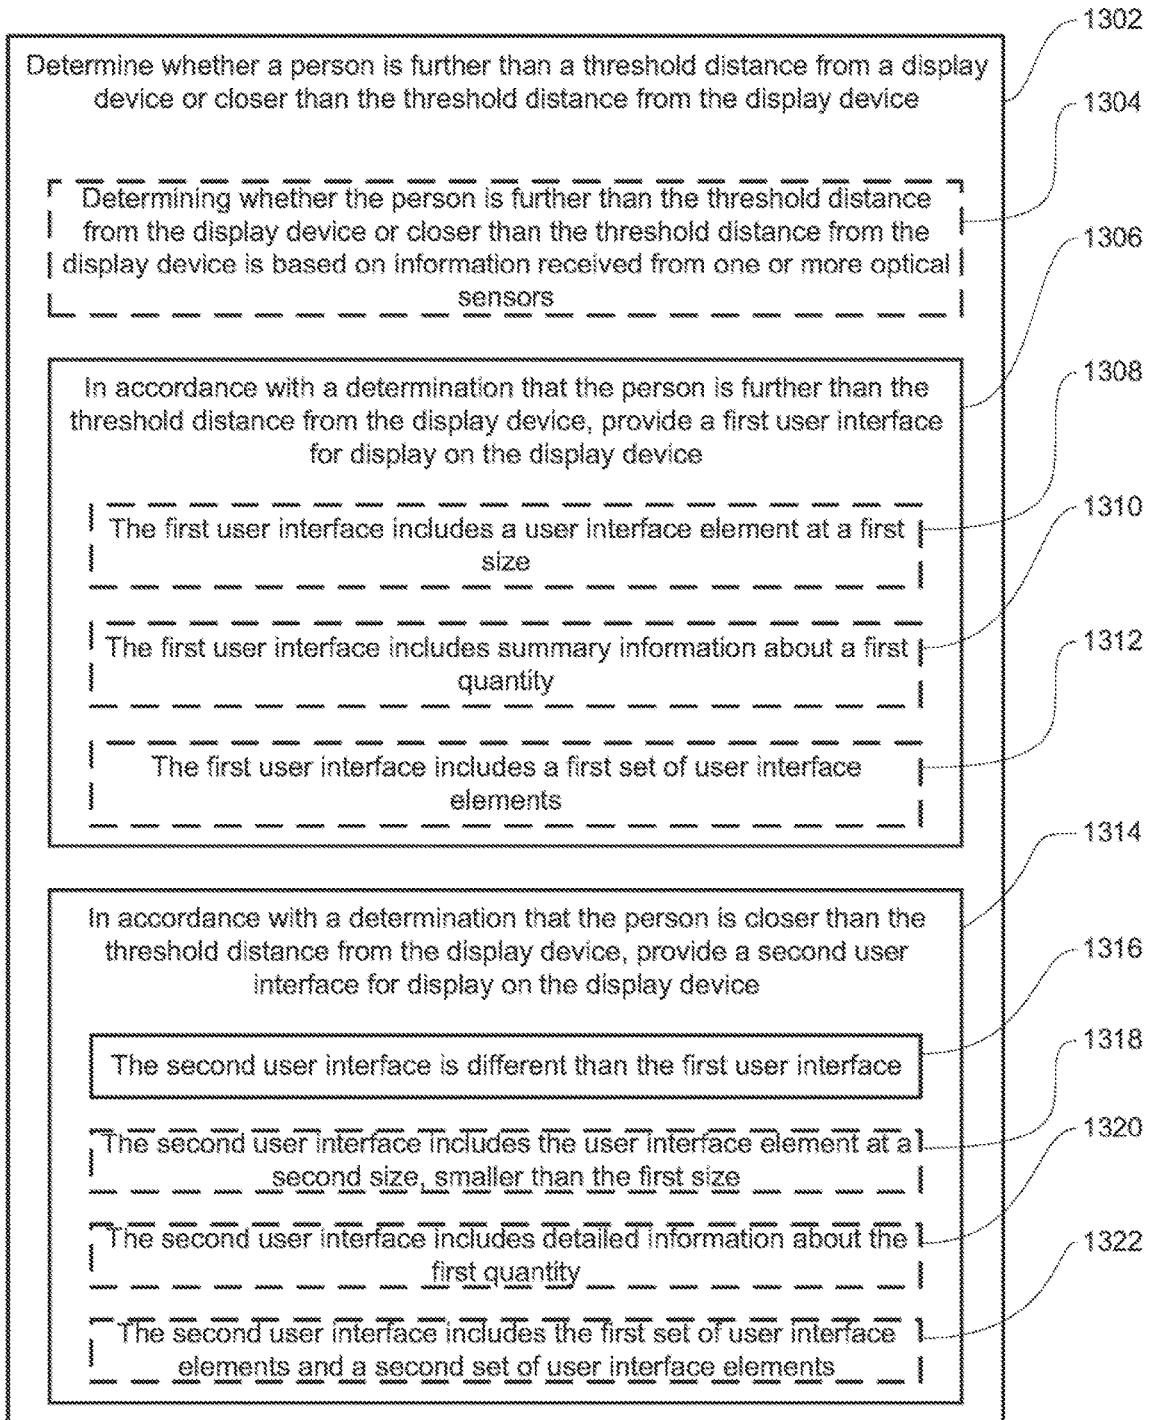 1302
Determine whether a person is further than a threshold distance from a display
device or closer than the threshold distance from the display device
1304
Determining whether the person is further than the threshold distance
from the display device or closer than the threshold distance from the
display device is based on information received from one or more optical
sensors
1306
In accordance with a determination that the person is further than the
threshold distance from the display device, provide a first user interface
for display on the display device
1308
The first user interface includes a user interface element at a first
size
1310
The first user interface includes summary information about a first
quantity
1312
The first user interface includes a first set of user interface
elements
1314
In accordance with a determination that the person is closer than the
threshold distance from the display device, provide a second user
interface for display on the display device
1316
The second user interface is different than the first user interface
1318
The second user interface includes the user interface element at a
second size, smaller than the first size
1320
The second user interface includes detailed information about the
first quantity
1322
The second user interface includes the first set of user interface
elements and a second set of user interface elements